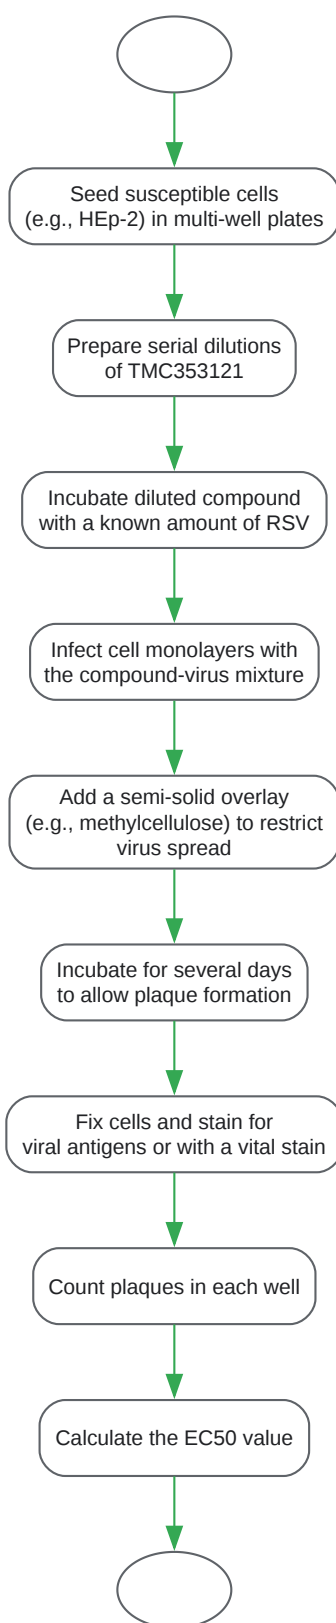 Seed susceptible cells
(e.g., HEp-2) in multi-well plates
Prepare serial dilutions
of TMC353121
Incubate diluted compound
with a known amount of RSV
Infect cell monolayers with
the compound-virus mixture
Add a semi-solid overlay
(e.g., methylcellulose) to restrict
virus spread
Incubate for several days
to allow plaque formation
Fix cells and stain for
viral antigens or with a vital stain
Count plaques in each well
Calculate the EC50 value